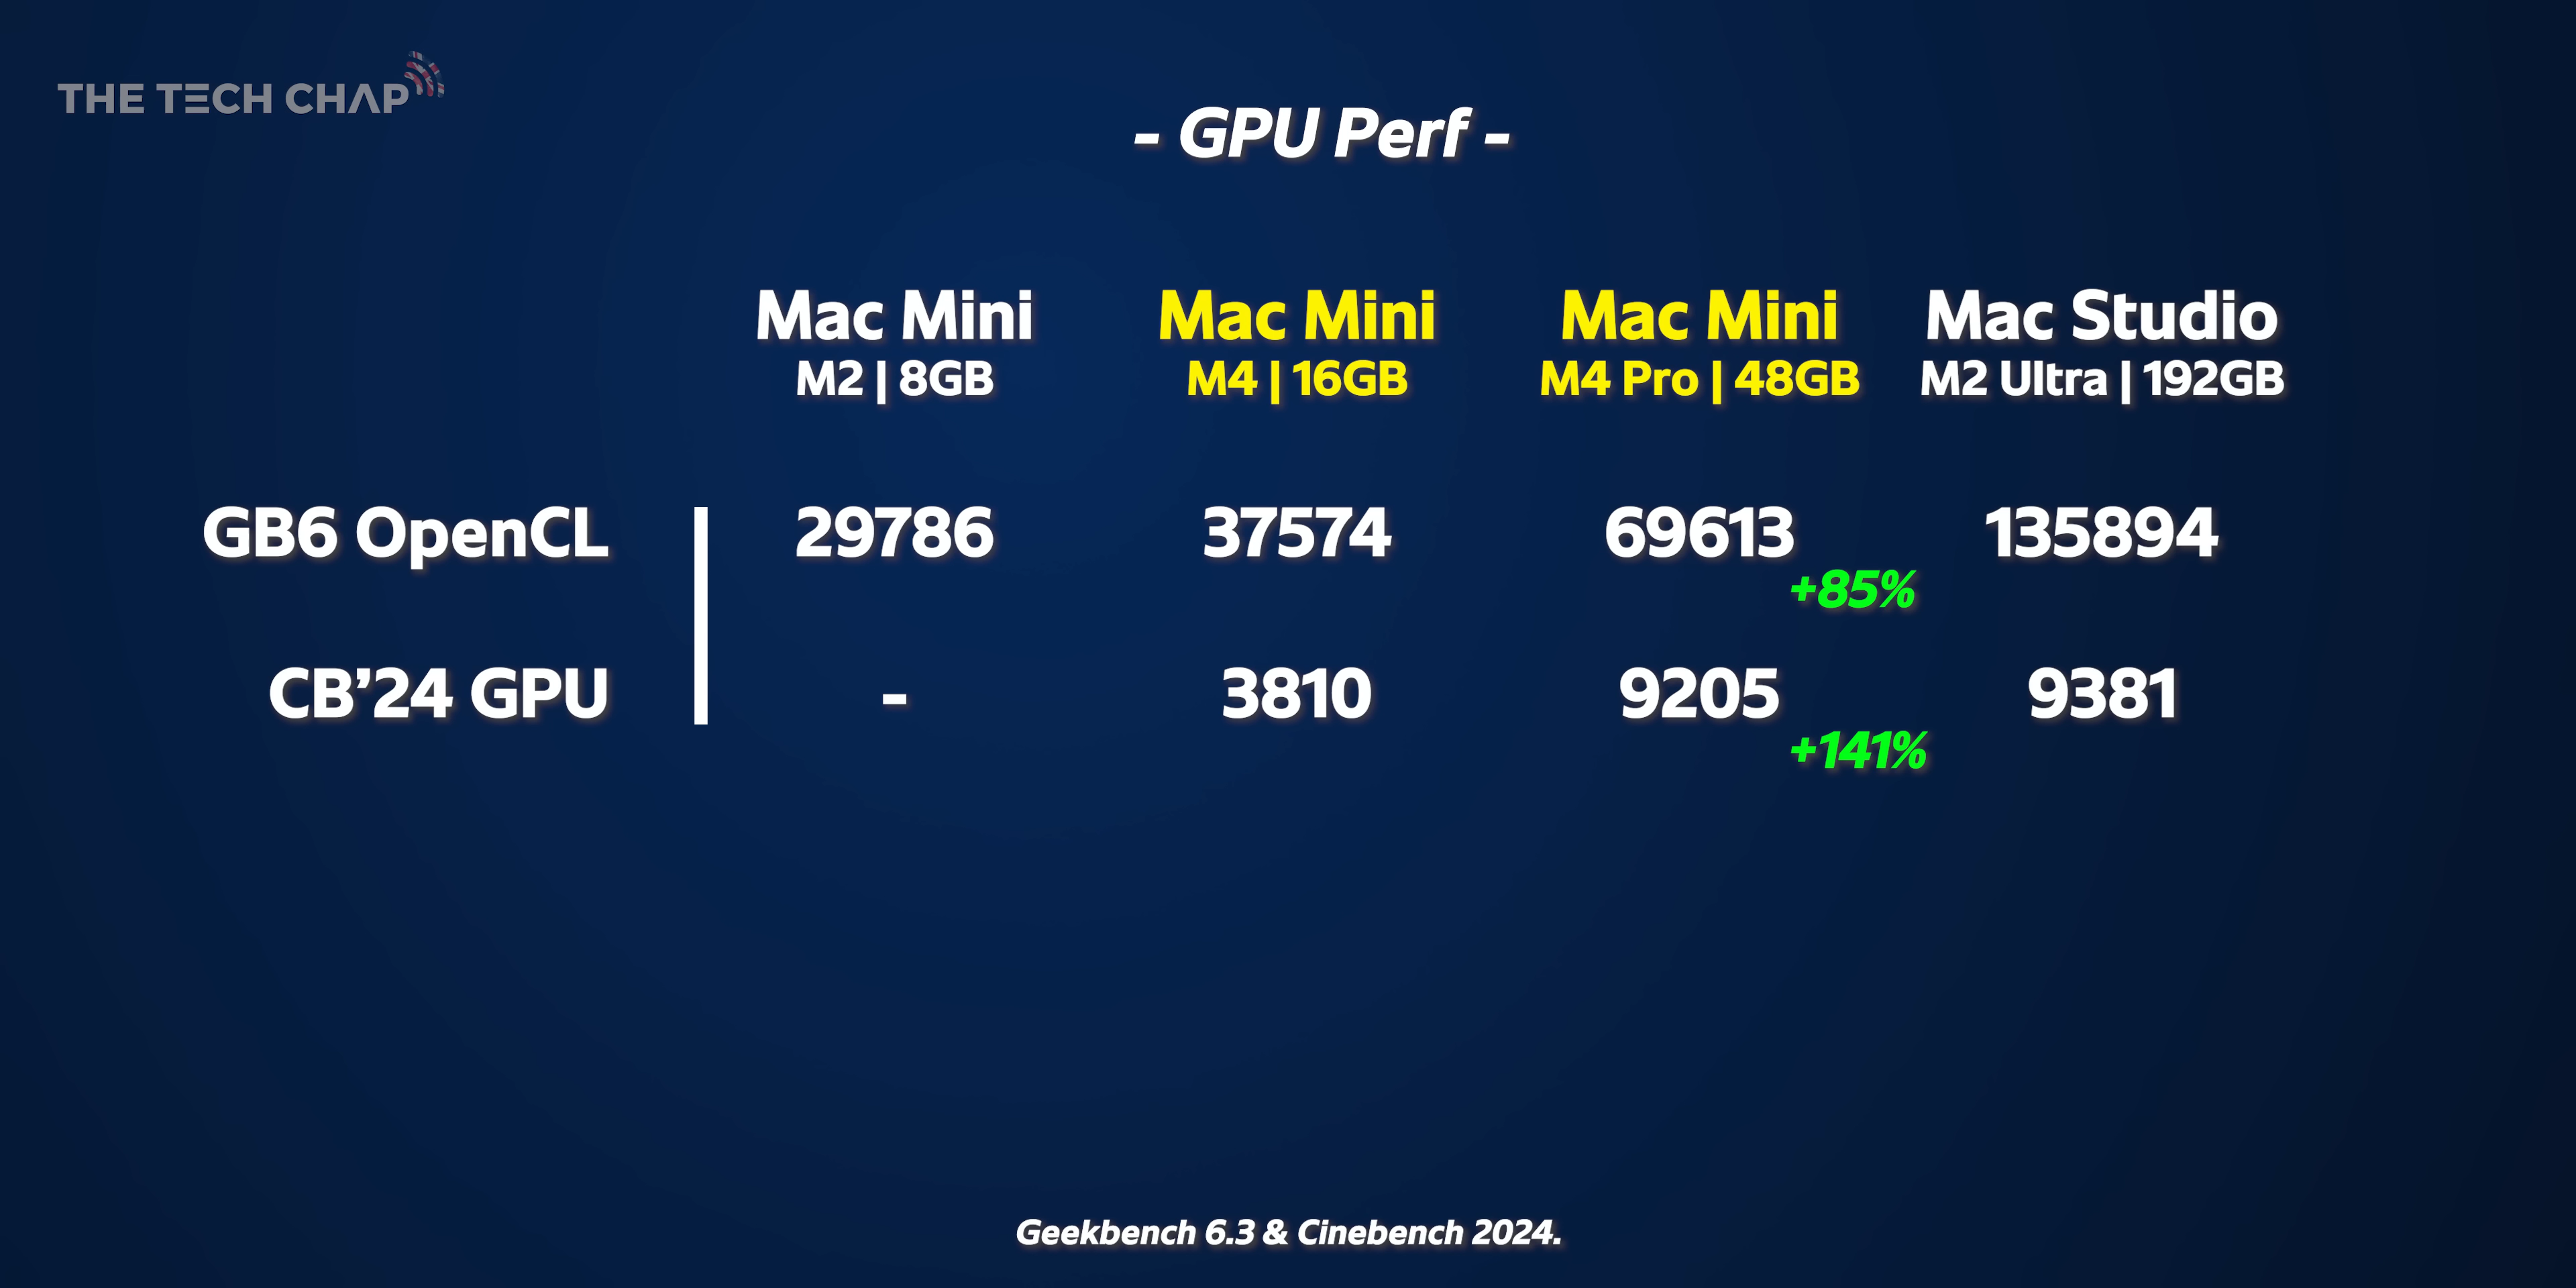 THE TECH CHAP
- GPU Perf -
Mac Mini Mac Mini Mac Mini Mac Studio
M2 | 8GB M4 | 16GB M4 Pro | 48GB M2 Ultra | 192GB
GB6 OpenCL 29786 37574 69613 135894
+85%
CB’24 GPU - 3810 9205 9381
+141%
Geekbench 6.3 & Cinebench 2024.